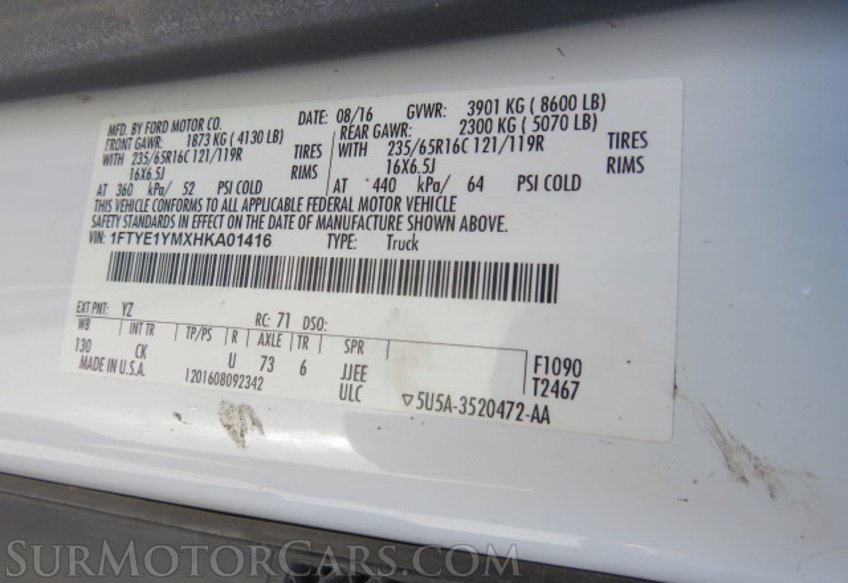 MFD. BY FORD MOTOR CO. DATE: 08/16 GVWR: 3901 KG ( 8600 LB)
FRONT GAWR: 1873 KG ( 4130 LB) REAR GAWR: 2300 KG ( 5070 LB)
WITH 235/65R16C 121/119R TIRES WITH 235/65R16C 121/119R TIRES
16X6.5J RIMS 16X6.5J RIMS
AT 360 kPa/ 52 PSI COLD AT 440 kPa/ 64 PSI COLD
THIS VEHICLE CONFORMS TO ALL APPLICABLE FEDERAL MOTOR VEHICLE
SAFETY STANDARDS IN EFFECT ON THE DATE OF MANUFACTURE SHOWN ABOVE.
VIN: 1FTYE1YMXHKA01416 TYPE: Truck
EXT PNT: YZ RC: 71 DSO:
WB INT TR TP/PS R AXLE TR SPR
130 CK U 73 6 JJEE F1090
MADE IN U.S.A. 1201608092342 ULC T2467
▽5U5A-3520472-AA
SURMOTORCARS.COM